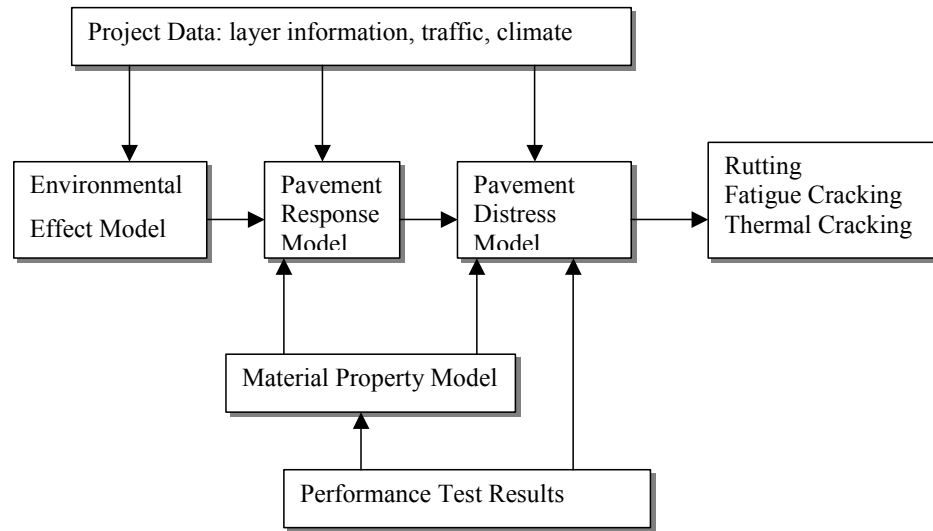 Project Data: layer information, traffic, climate
Environmental
Effect Model
Pavement
Response
Model
Pavement
Distress
Model
Rutting
Fatigue Cracking
Thermal Cracking
Material Property Model
Performance Test Results